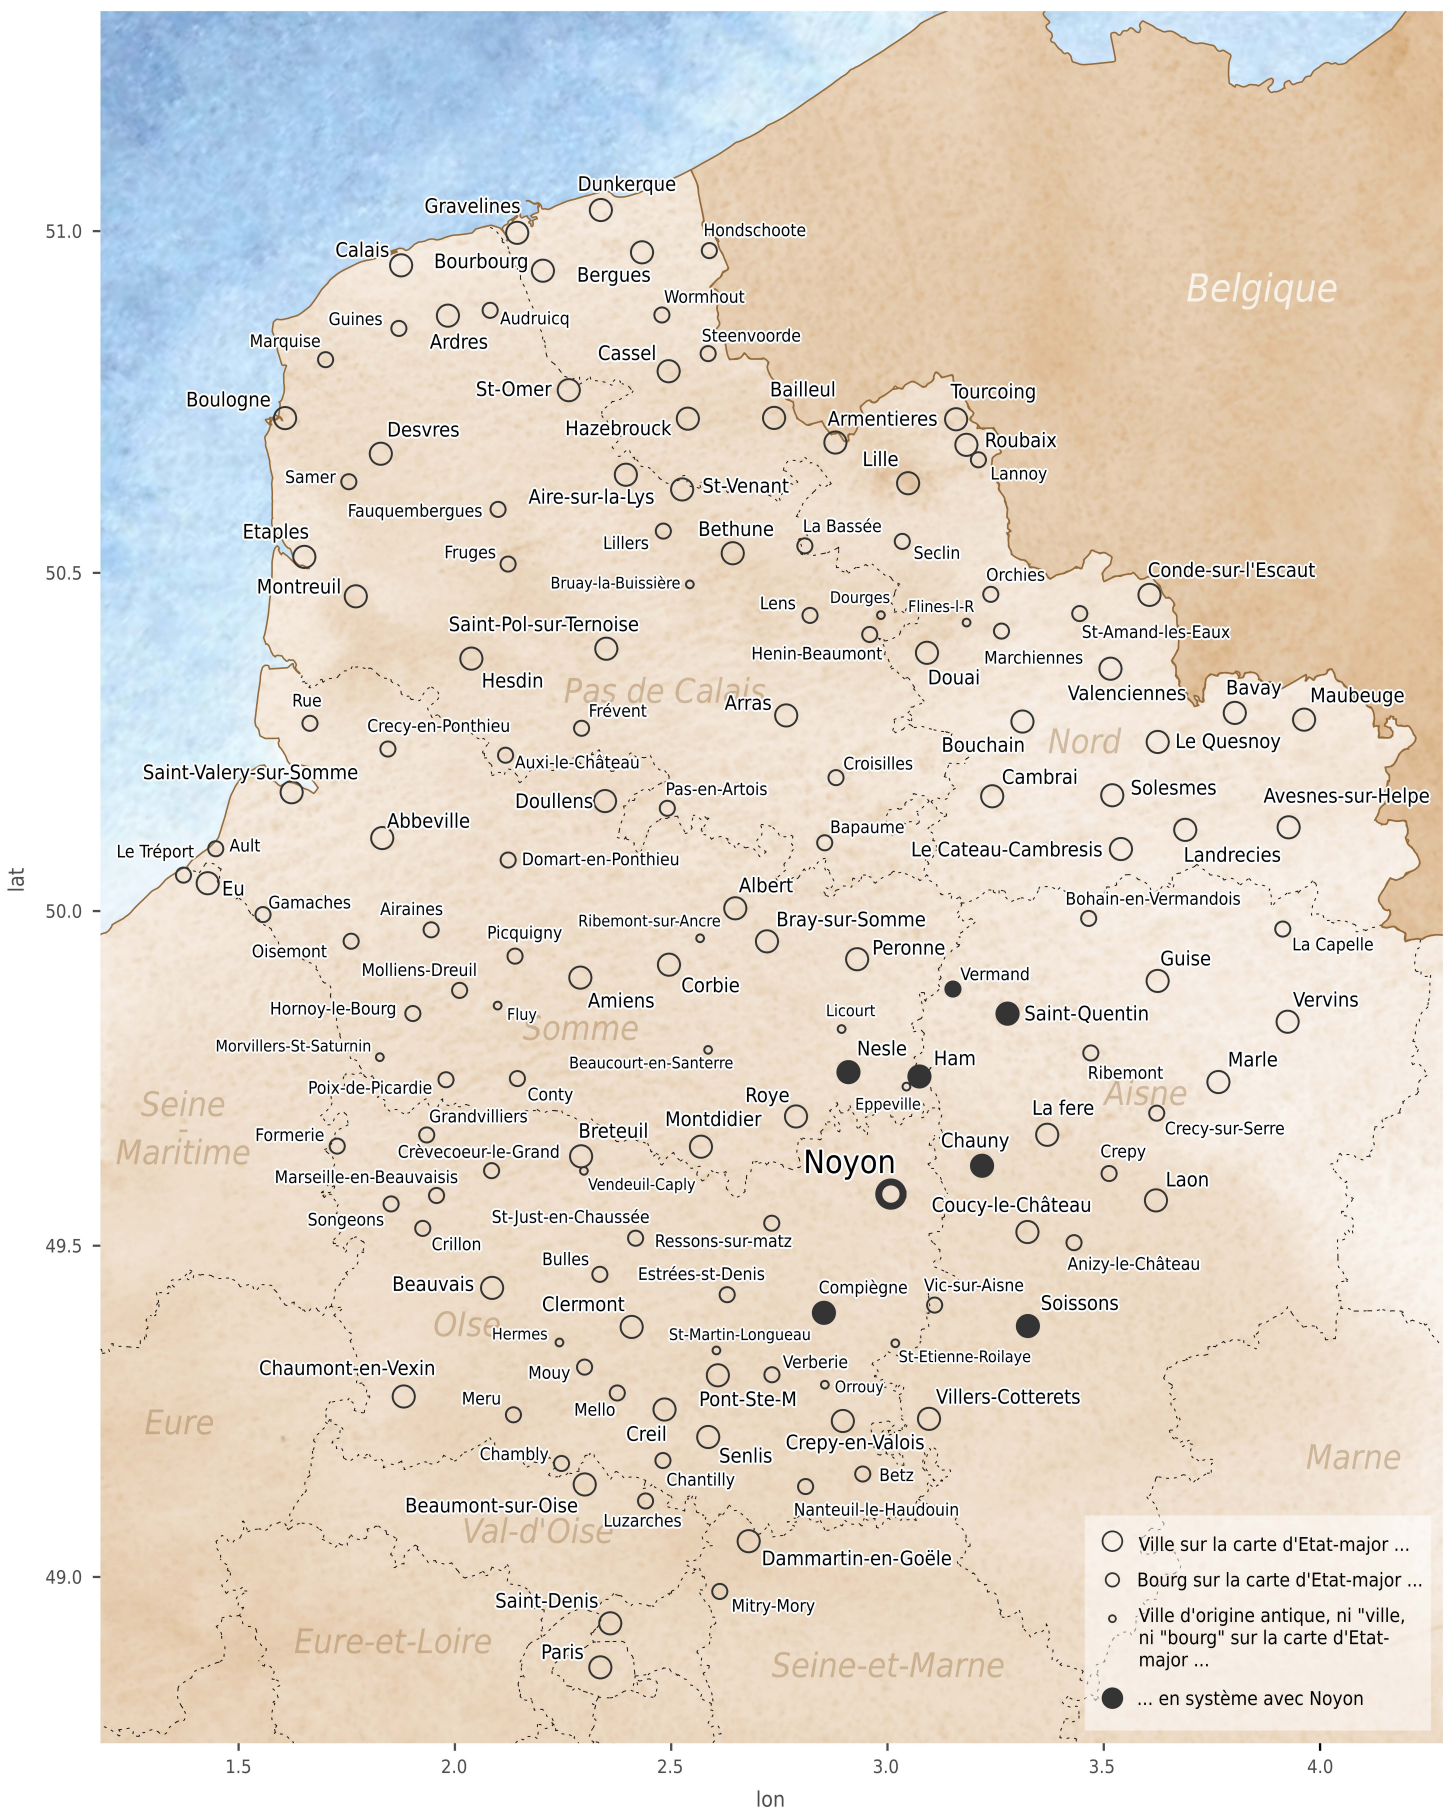 Dunkerque
Gravelines
51.0
Hondschoote
Calais
Bourbourg
Bergues
Belgique
Wormhout
Guines
Audruicq
Marquise
Ardres
Steenvoorde
Cassel
St-Omer
Bailleul
Tourcoing
Boulogne
Armentieres
Desvres
Hazebrouck
Roubaix
Lille
Lannoy
Samer
Aire-sur-la-Lys
St-Venant
Fauquembergues
Etaples
Lillers
Bethune
La Bassée
Seclin
Fruges
50.5
Montreuil
Bruay-la-Buissière
Orchies
Conde-sur-l'Escaut
Lens
Dourges
Flines-l-R
Saint-Pol-sur-Ternoise
St-Amand-les-Eaux
Henin-Beaumont
Marchiennes
Hesdin
Douai
Pas de Calais
Valenciennes
Bavay
Maubeuge
Rue
Frévent
Arras
Crecy-en-Ponthieu
Bouchain
Nord
Le Quesnoy
Auxi-le-Château
Croisilles
Saint-Valery-sur-Somme
Cambrai
Doullens
Pas-en-Artois
Solesmes
Avesnes-sur-Helpe
Abbeville
Bapaume
Le Tréport
Ault
Domart-en-Ponthieu
Le Cateau-Cambresis
Landrecies
lat
Eu
Albert
Gamaches
Bohain-en-Vermandois
50.0
Airaines
Ribemont-sur-Ancre
Bray-sur-Somme
Picquigny
Oisemont
Peronne
La Capelle
Molliens-Dreuil
Guise
Vermand
Corbie
Amiens
Hornoy-le-Bourg
Fluy
Licourt
Saint-Quentin
Vervins
Somme
Morvillers-St-Saturnin
Beaucourt-en-Santerre
Nesle
Ham
Marle
Poix-de-Picardie
Conty
Ribemont
Seine
-
Maritime
Roye
Eppeville
Aisne
Grandvilliers
Montdidier
La fere
Formerie
Breteuil
Crecy-sur-Serre
Crèvecoeur-le-Grand
Noyon
Chauny
Crepy
Marseille-en-Beauvaisis
Vendeuil-Caply
Laon
Songeons
St-Just-en-Chaussée
Coucy-le-Château
Crillon
Ressons-sur-matz
49.5
Bulles
Anizy-le-Château
Beauvais
Estrées-st-Denis
Compiègne
Vic-sur-Aisne
Clermont
Soissons
OIse
Hermes
St-Martin-Longueau
St-Etienne-Roilaye
Chaumont-en-Vexin
Mouy
Verberie
Orrouy
Meru
Mello
Pont-Ste-M
Villers-Cotterets
Eure
Creil
Crepy-en-Valois
Chambly
Senlis
Marne
Chantilly
Betz
Beaumont-sur-Oise
Luzarches
Nanteuil-le-Haudouin
Val-d'Oise
Dammartin-en-Goële
49.0
Saint-Denis
Mitry-Mory
Eure-et-Loire
Paris
Seine-et-Marne
Ville sur la carte d'Etat-major ...
Bourg sur la carte d'Etat-major ...
Ville d'origine antique, ni "ville,
ni "bourg" sur la carte d'Etat-
major ...
... en système avec Noyon
1.5
2.0
2.5
3.0
3.5
4.0
lon